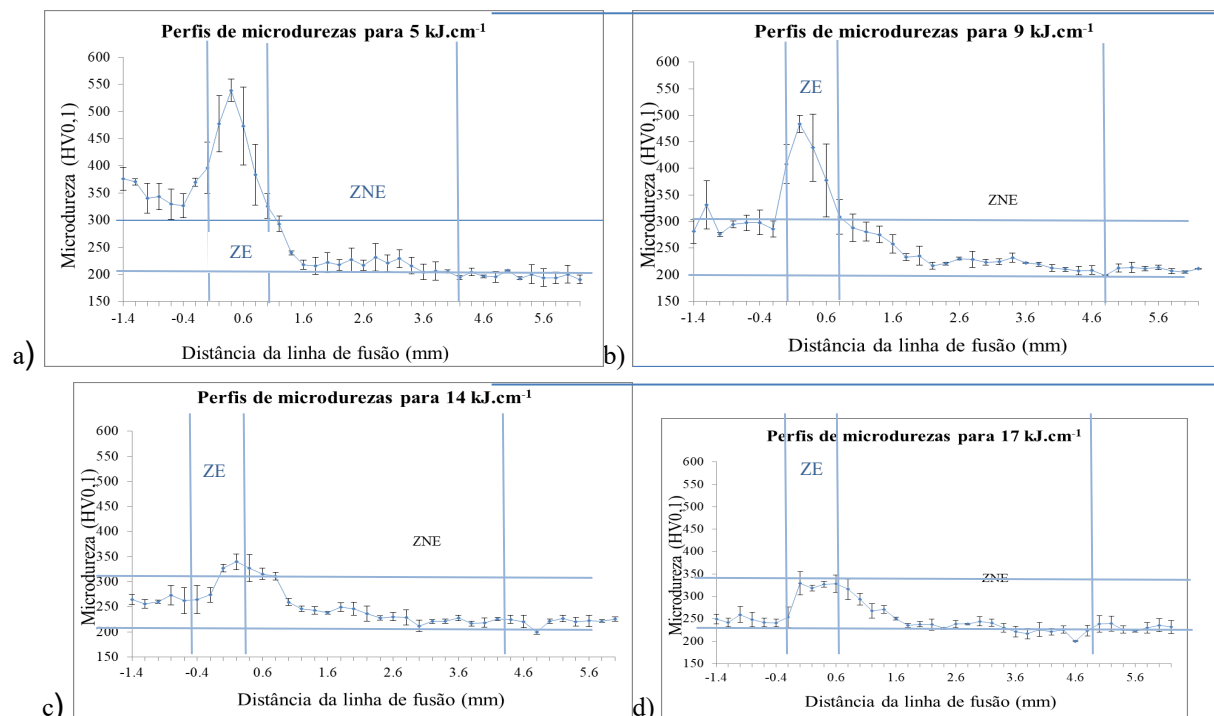 Perfis de microdurezas para 5 kJ.cm⁻¹
600
550
500
450
400
350
300
250
200
150
Microdureza (HV0,1)
ZNE
ZE
-1.4 -0.4 0.6 1.6 2.6 3.6 4.6 5.6
Distância da linha de fusão (mm)
a)
Perfis de microdurezas para 9 kJ.cm⁻¹
600
550
500
450
400
350
300
250
200
150
Microdureza (HV0,1)
ZE
ZNE
-1.4 -0.4 0.6 1.6 2.6 3.6 4.6 5.6
Distância da linha de fusão (mm)
b)
Perfis de microdurezas para 14 kJ.cm⁻¹
600
550
500
450
400
350
300
250
200
150
Microdureza (HV0,1)
ZE
ZNE
-1.4 -0.4 0.6 1.6 2.6 3.6 4.6 5.6
Distância da linha de fusão (mm)
c)
Perfis de microdurezas para 17 kJ.cm⁻¹
600
550
500
450
400
350
300
250
200
150
Microdureza (HV0,1)
ZE
ZNE
-1.4 -0.4 0.6 1.6 2.6 3.6 4.6 5.6
Distância da linha de fusão (mm)
d)